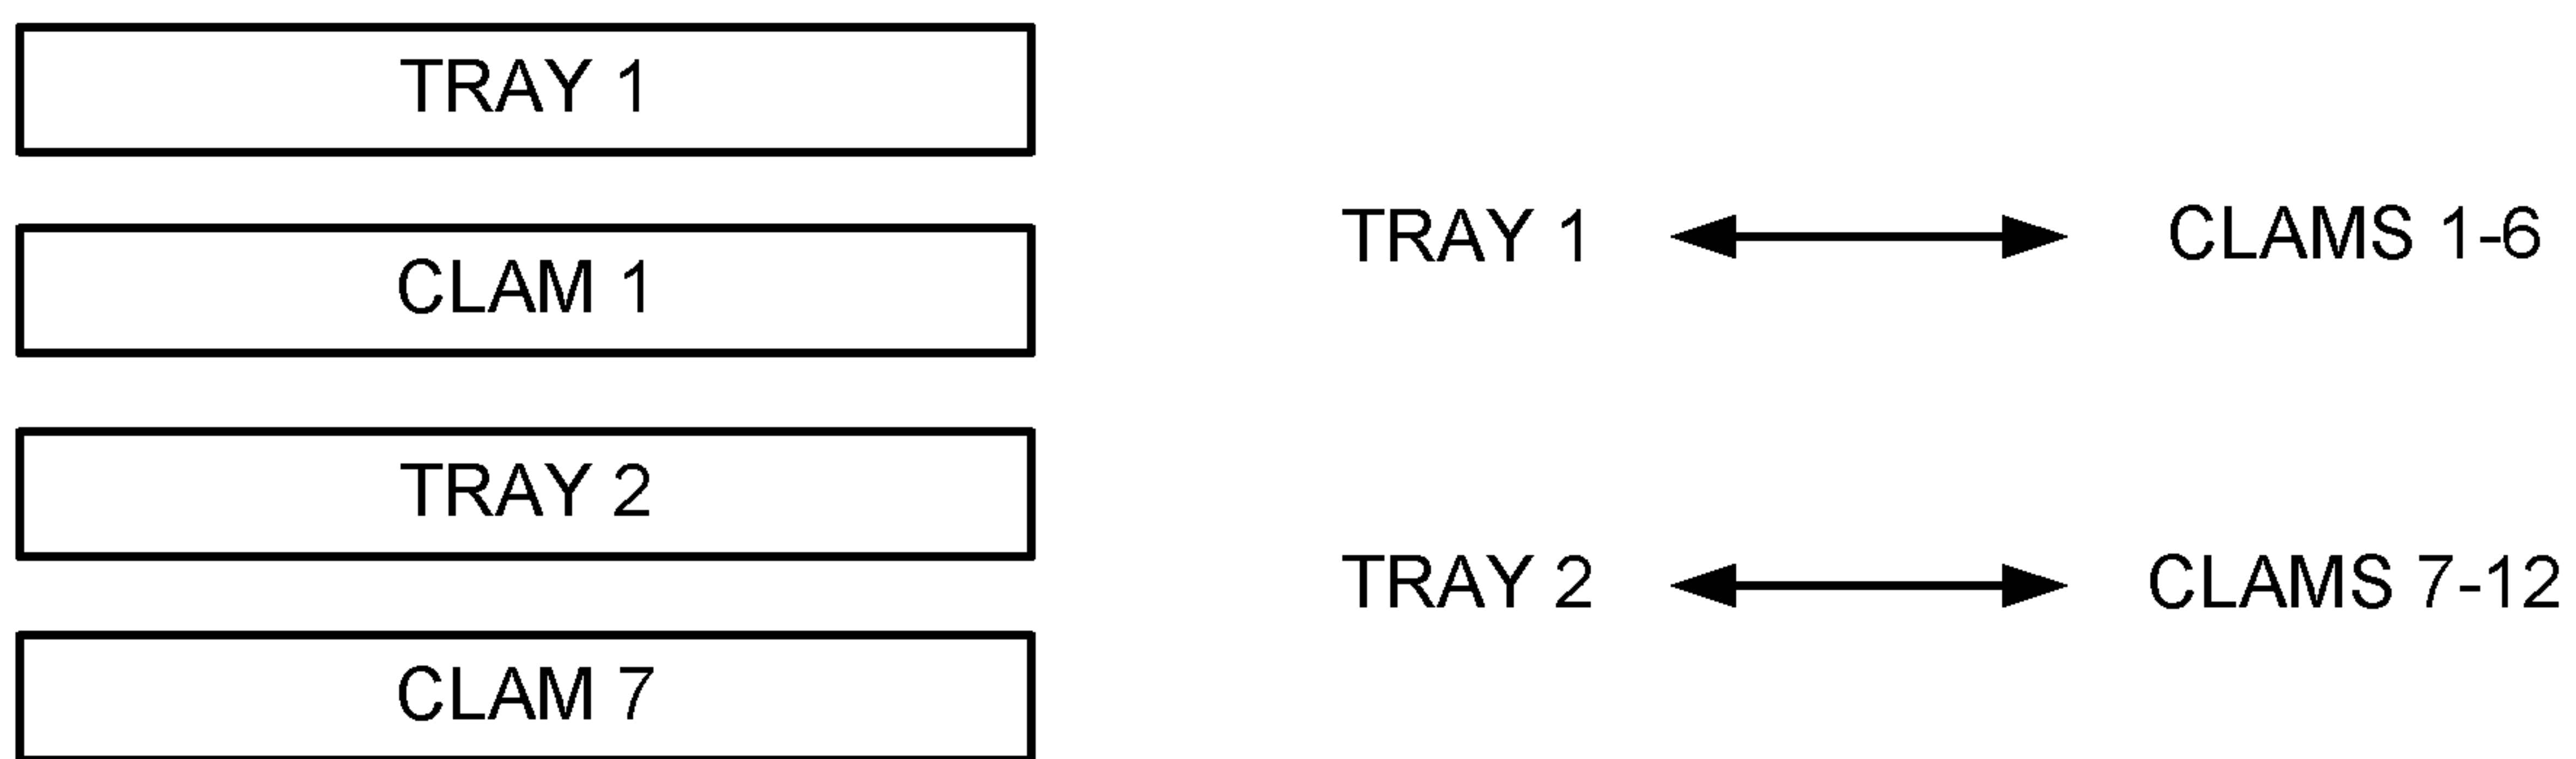 TRAY 1
CLAM 1
TRAY 2
CLAM 7
TRAY 1 CLAMS 1-6
TRAY 2 CLAMS 7-12